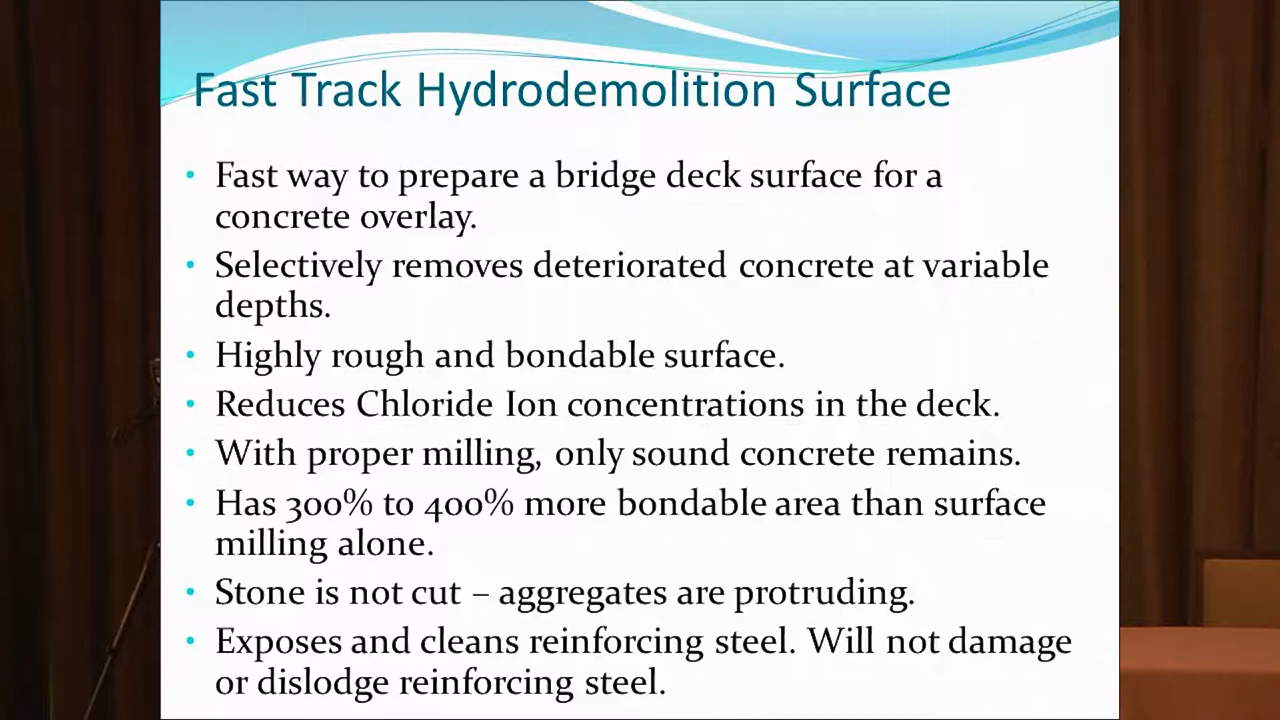 Fast Track Hydrodemolition Surface
• Fast way to prepare a bridge deck surface for a
concrete overlay.
• Selectively removes deteriorated concrete at variable
depths.
• Highly rough and bondable surface.
• Reduces Chloride Ion concentrations in the deck.
• With proper milling, only sound concrete remains.
• Has 300% to 400% more bondable area than surface
milling alone.
• Stone is not cut – aggregates are protruding.
• Exposes and cleans reinforcing steel. Will not damage
or dislodge reinforcing steel.